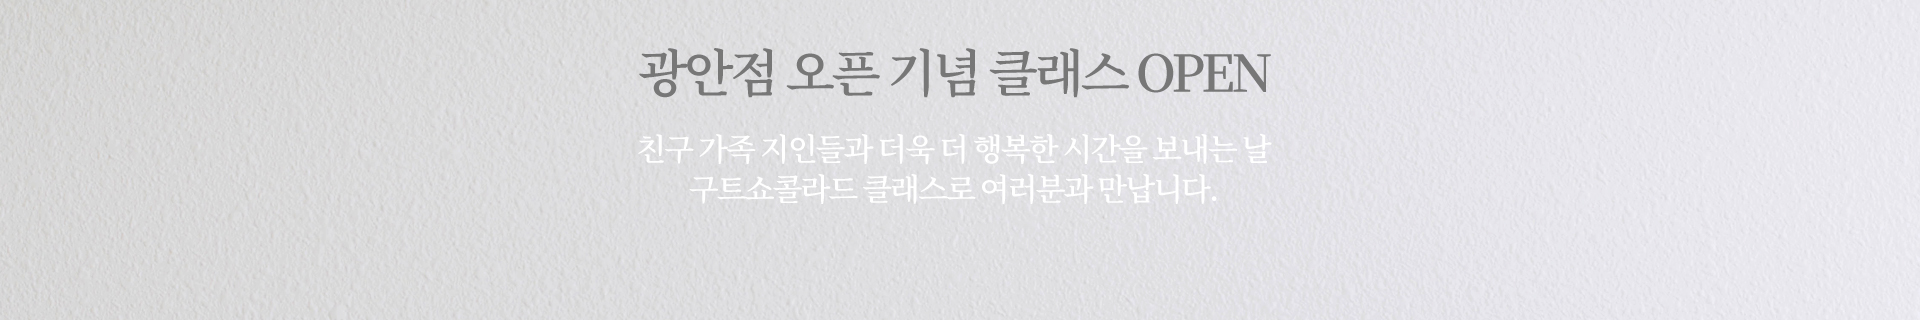 광안점 오픈 기념 클래스 OPEN
친구 가족 지인들과 더욱 더 행복한 시간을 보내는 날
구트쇼콜라드 클래스로 여러분과 만납니다.